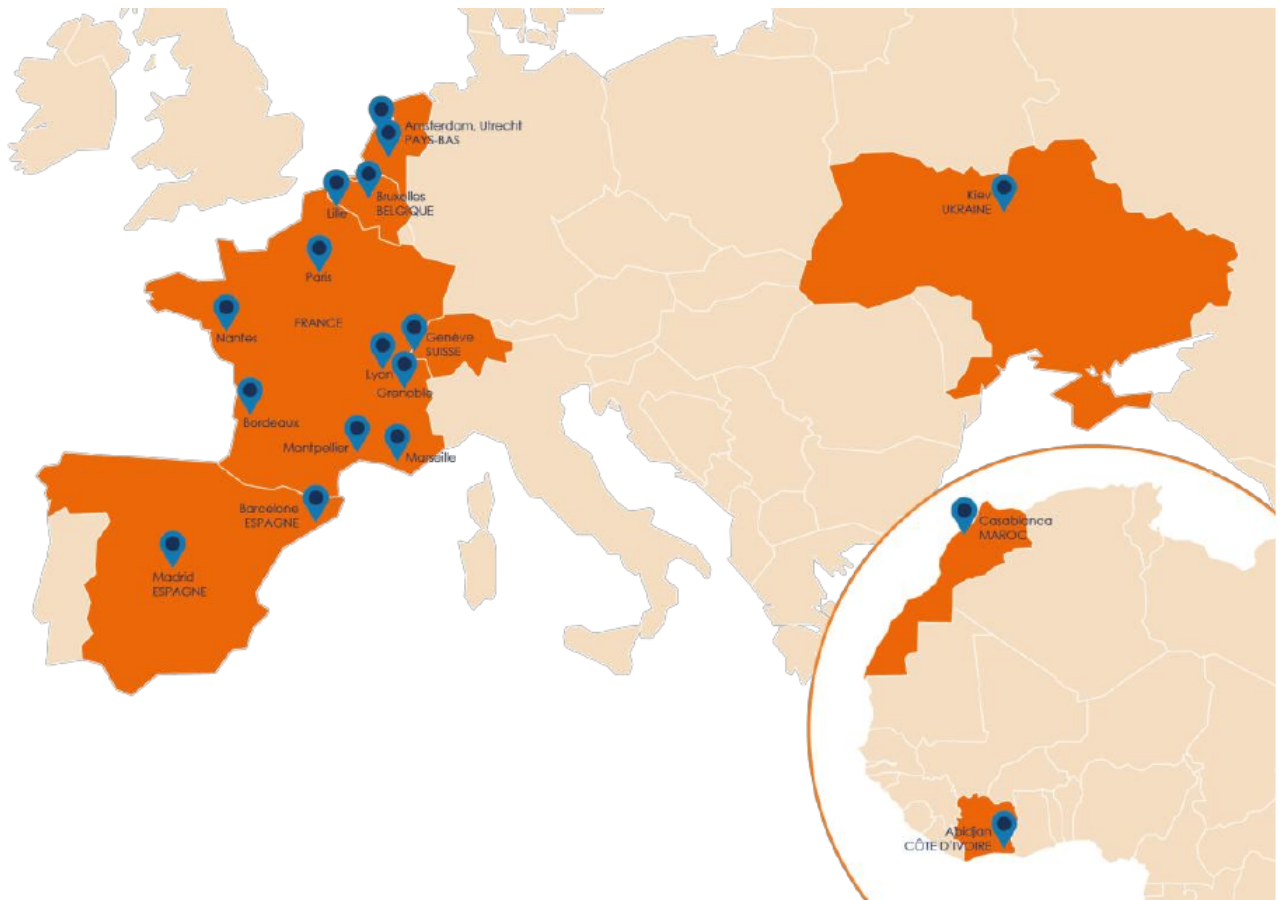 Amsterdam, Utrecht
PAYS-BAS
Bruxelles
BELGIQUE
Lille
Kiev
UKRAINE
Paris
FRANCE
Nantes
Genève
SUISSE
Lyon
Grenoble
Bordeaux
Montpellier
Marseille
Barcelone
ESPAGNE
Madrid
ESPAGNE
Casablanca
MAROC
Abidjan
CÔTE D'IVOIRE